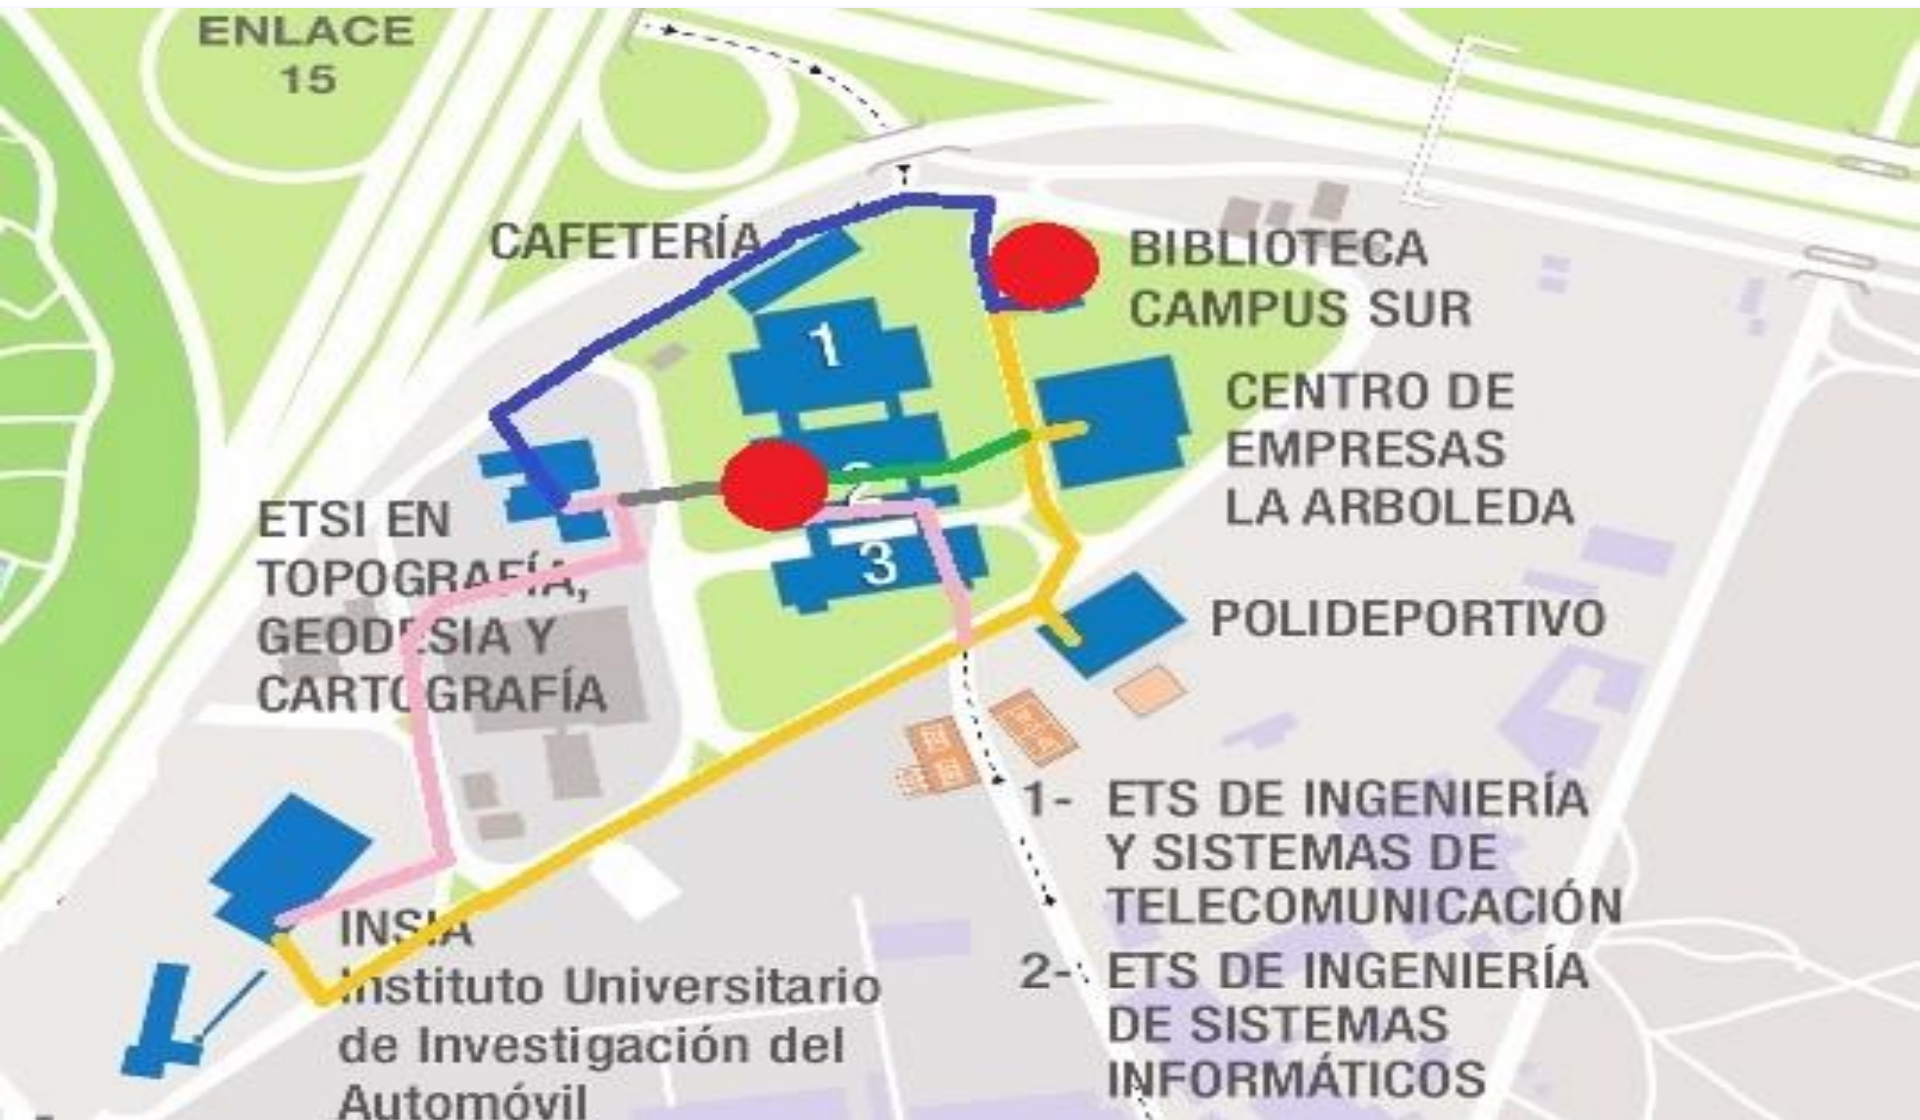 ENLACE
15
CAFETERÍA
BIBLIOTECA
CAMPUS SUR
1
CENTRO DE
EMPRESAS
LA ARBOLEDA
2
ETSI EN
TOPOGRAFÍA,
GEODESIA Y
CARTOGRAFÍA
3
POLIDEPORTIVO
1- ETS DE INGENIERÍA
Y SISTEMAS DE
TELECOMUNICACIÓN
2- ETS DE INGENIERÍA
DE SISTEMAS
INFORMÁTICOS
INSIA
Instituto Universitario
de Investigación del
Automóvil